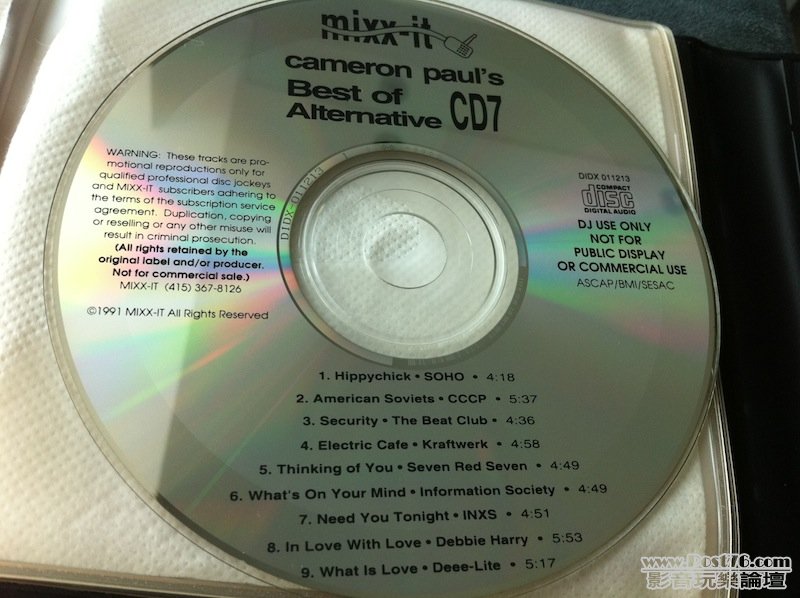 mixx-it
cameron paul's
Best of
Alternative CD7
WARNING: These tracks are pro-
motional reproductions only for
qualified professional disc jockeys
and MIXX-IT subscribers adhering to
the terms of the subscription service
agreement. Duplication, copying
or reselling or any other misuse will
result in criminal prosecution.
(All rights retained by the
original label and/or producer.
Not for commercial sale.)
MIXX-IT (415) 367-8126
©1991 MIXX-IT All Rights Reserved
DIDX 011213
DIDX 011213
COMPACT
disc
DIGITAL AUDIO
DJ USE ONLY
NOT FOR
PUBLIC DISPLAY
OR COMMERCIAL USE
ASCAP/BMI/SESAC
1. Hippychick • SOHO • 4:18
2. American Soviets • CCCP • 5:37
3. Security • The Beat Club • 4:36
4. Electric Cafe • Kraftwerk • 4:58
5. Thinking of You • Seven Red Seven • 4:49
6. What's On Your Mind • Information Society • 4:49
7. Need You Tonight • INXS • 4:51
8. In Love With Love • Debbie Harry • 5:53
9. What Is Love • Deee-Lite • 5:17
www.Post76.com
影音玩樂論壇